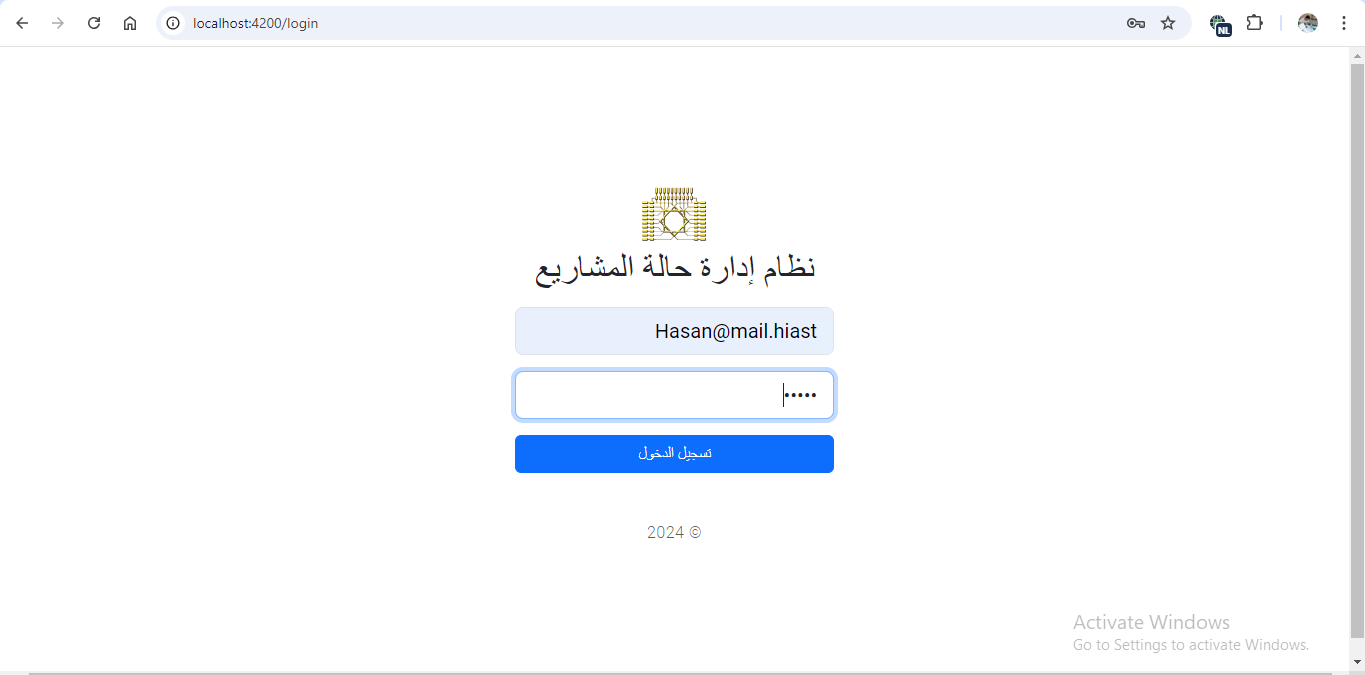 localhost:4200/login
NL
نظام إدارة حالة المشاريع
Hasan@mail.hiast
•••••
تسجيل الدخول
© 2024
Activate Windows
Go to Settings to activate Windows.